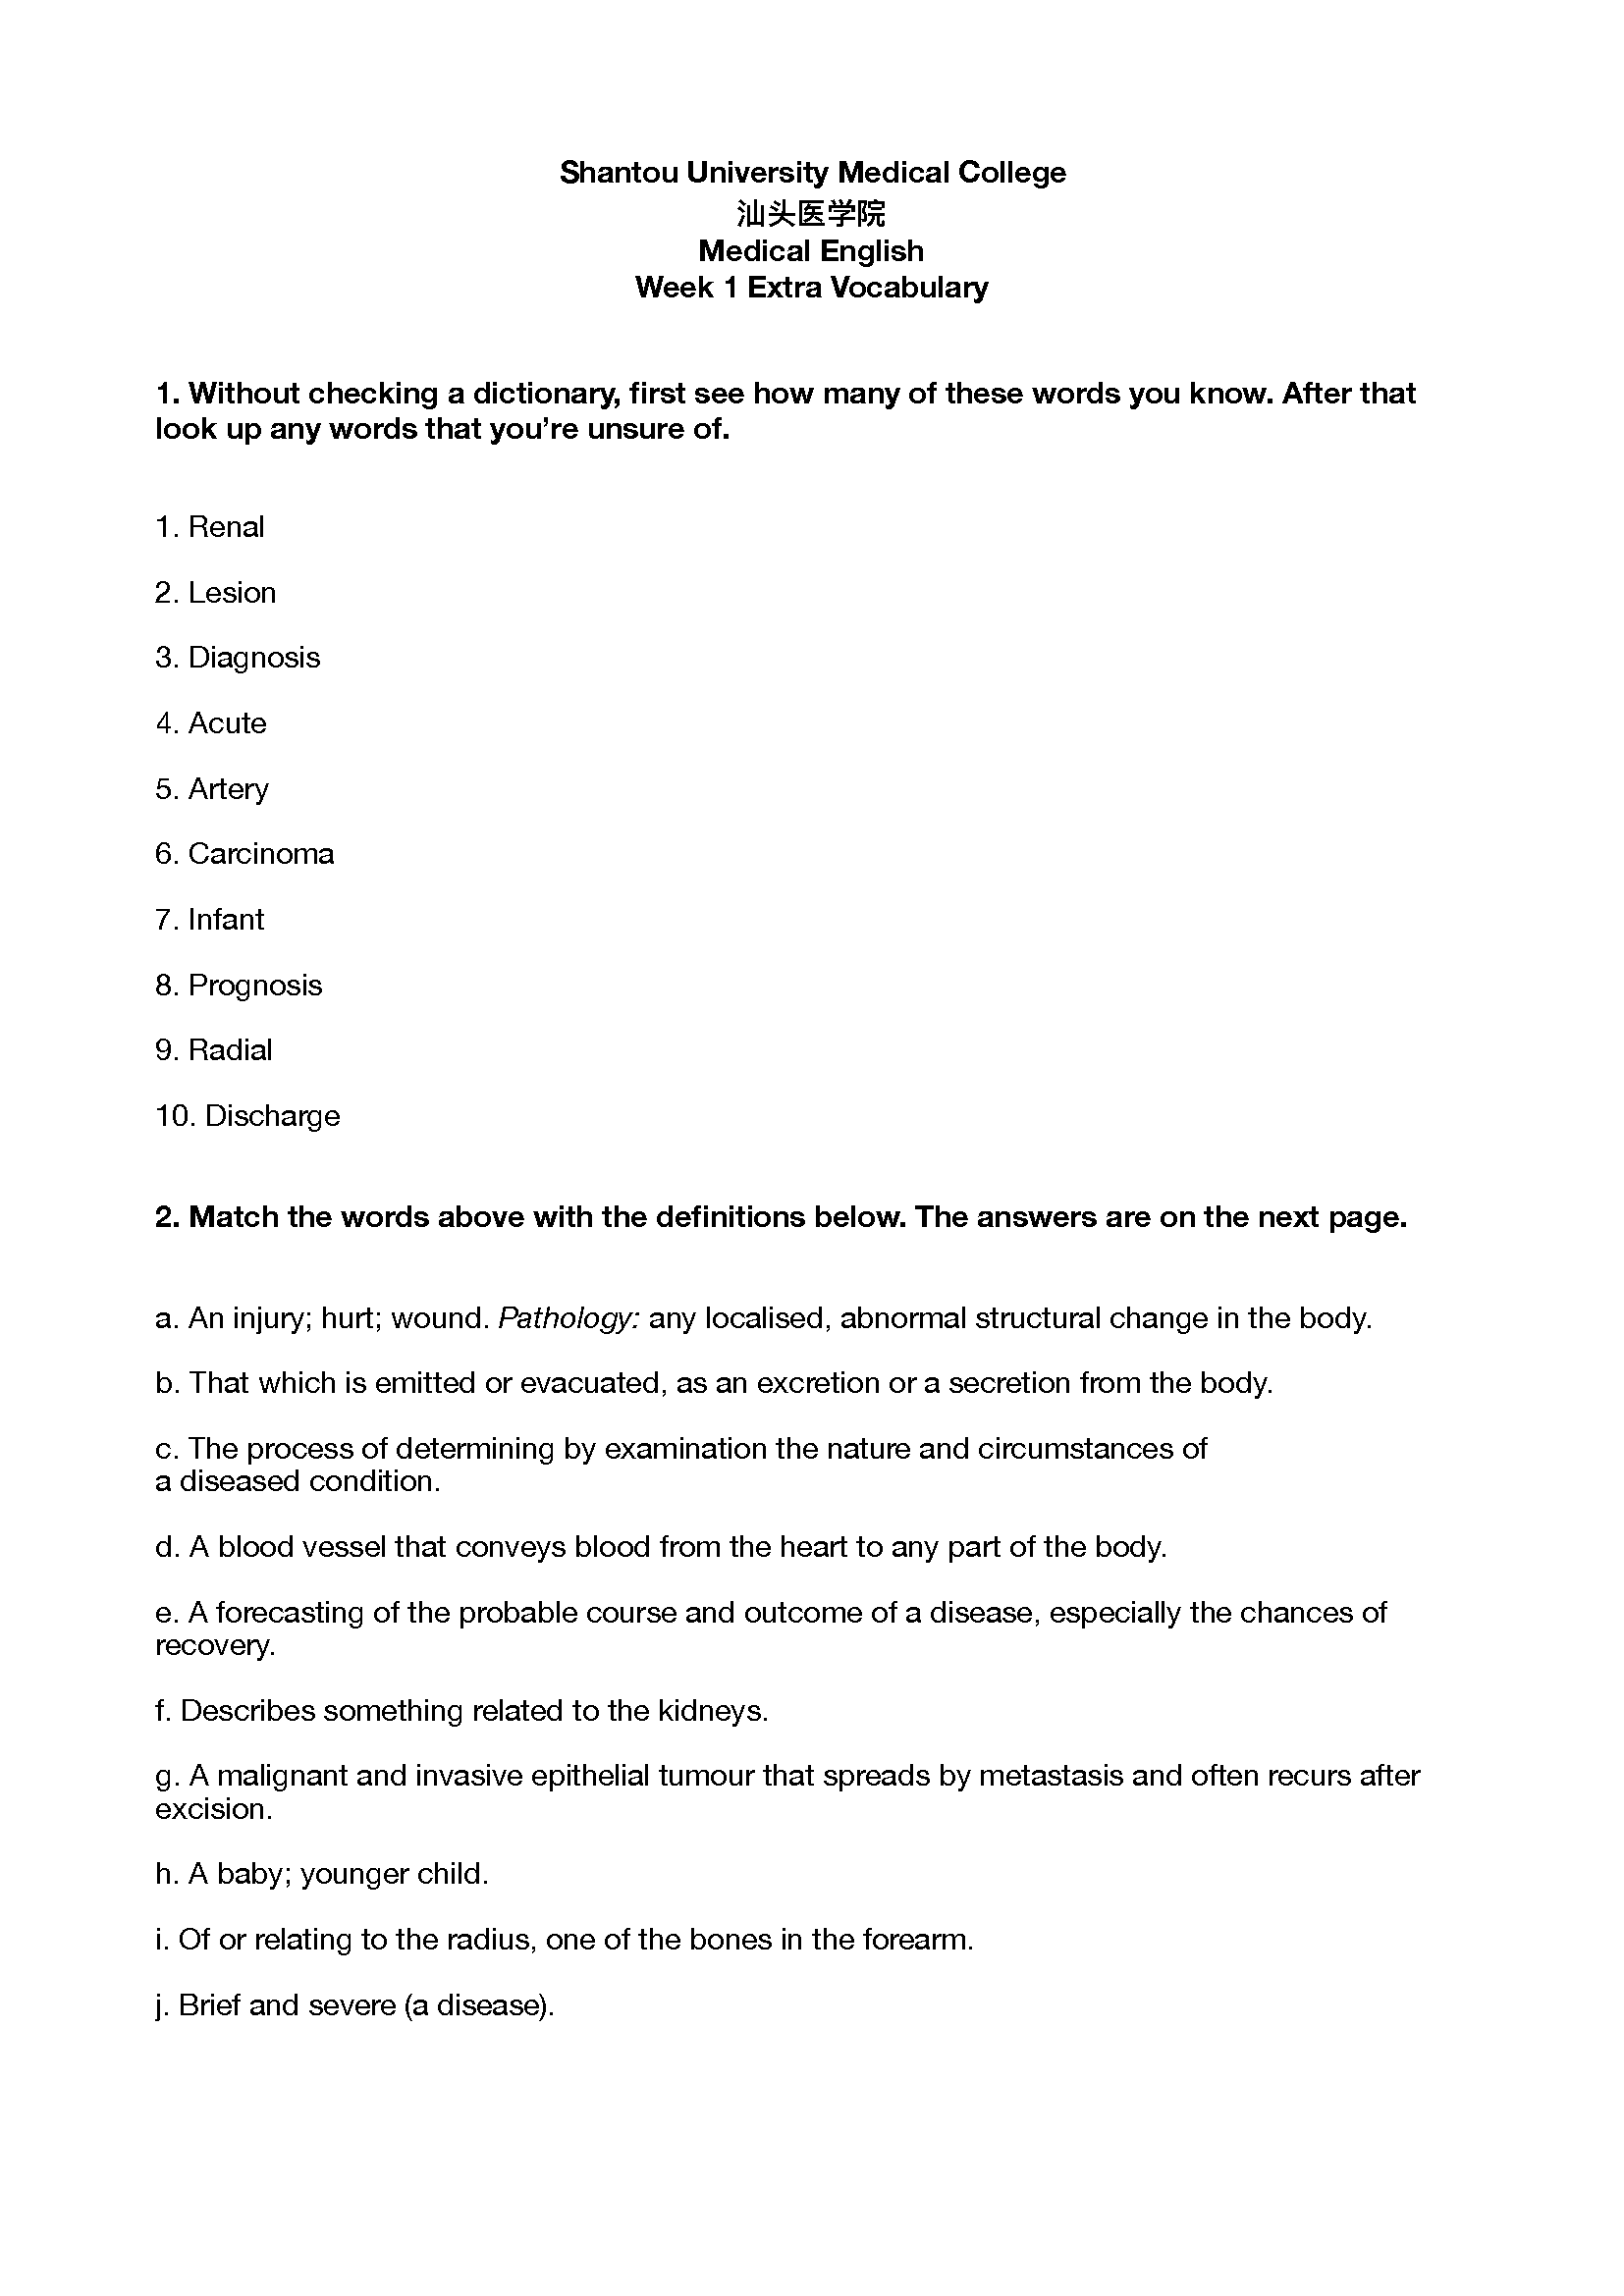 Shantou University Medical College
汕头医学院
Medical English
Week 1 Extra Vocabulary
1. Without checking a dictionary, first see how many of these words you know. After that
look up any words that you’re unsure of.
1. Renal
2. Lesion
3. Diagnosis
4. Acute
5. Artery
6. Carcinoma
7. Infant
8. Prognosis
9. Radial
10. Discharge
2. Match the words above with the definitions below. The answers are on the next page.
a. An injury; hurt; wound. Pathology: any localised, abnormal structural change in the body.
b. That which is emitted or evacuated, as an excretion or a secretion from the body.
c. The process of determining by examination the nature and circumstances of
a diseased condition.
d. A blood vessel that conveys blood from the heart to any part of the body.
e. A forecasting of the probable course and outcome of a disease, especially the chances of
recovery.
f. Describes something related to the kidneys.
g. A malignant and invasive epithelial tumour that spreads by metastasis and often recurs after
excision.
h. A baby; younger child.
i. Of or relating to the radius, one of the bones in the forearm.
j. Brief and severe (a disease).